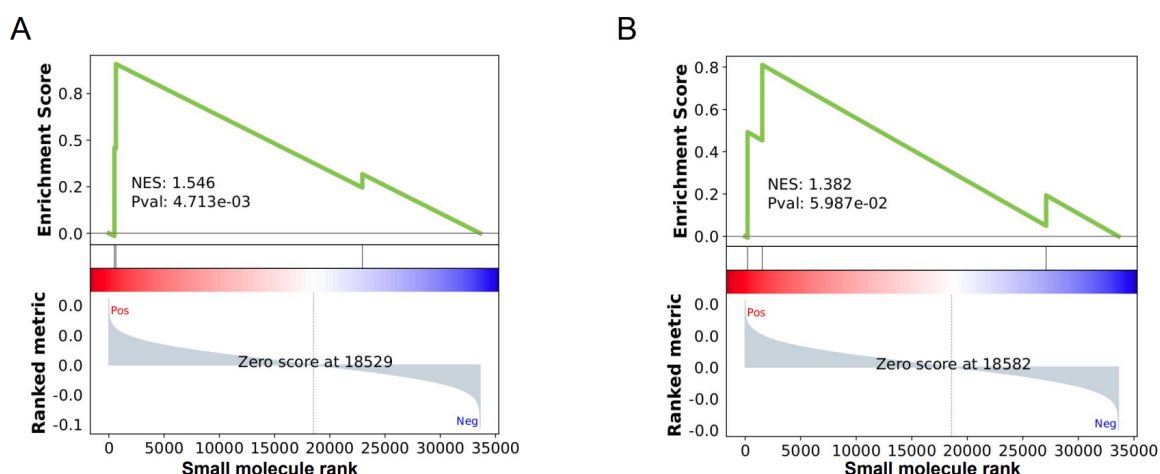 A
B
Enrichment Score
0.8
0.5
0.2
0.0
NES: 1.546
Pval: 4.713e-03
Ranked metric
0.0
0.0
0.0
-0.0
-0.1
Pos
Zero score at 18529
Neg
0 5000 10000 15000 20000 25000 30000 35000
Small molecule rank
Enrichment Score
0.8
0.6
0.4
0.2
0.0
NES: 1.382
Pval: 5.987e-02
Ranked metric
0.0
0.0
0.0
-0.0
-0.0
Pos
Zero score at 18582
Neg
0 5000 10000 15000 20000 25000 30000 35000
Small molecule rank